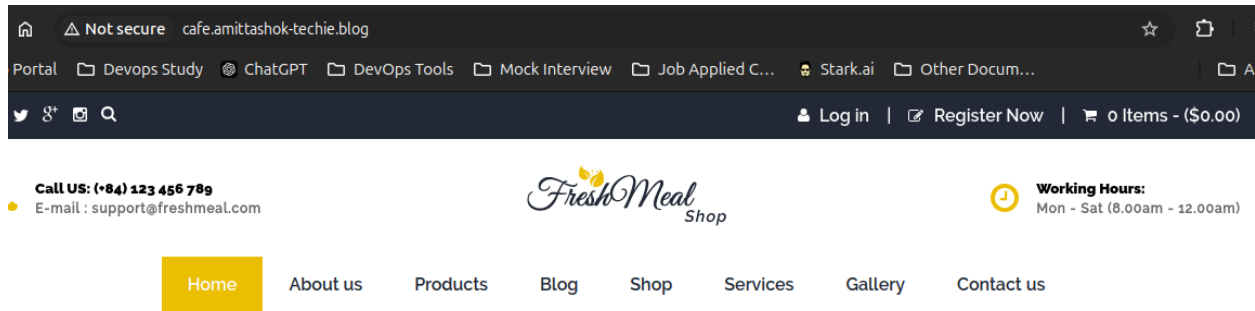 Not secure cafe.amittashok-techie.blog
Portal Devops Study ChatGPT DevOps Tools Mock Interview Job Applied C... Stark.ai Other Docum... A
Log in | Register Now | 0 Items - ($0.00)
Call US: (+84) 123 456 789
E-mail : support@freshmeal.com
FreshMeal
Shop
Working Hours:
Mon - Sat (8.00am - 12.00am)
Home About us Products Blog Shop Services Gallery Contact us